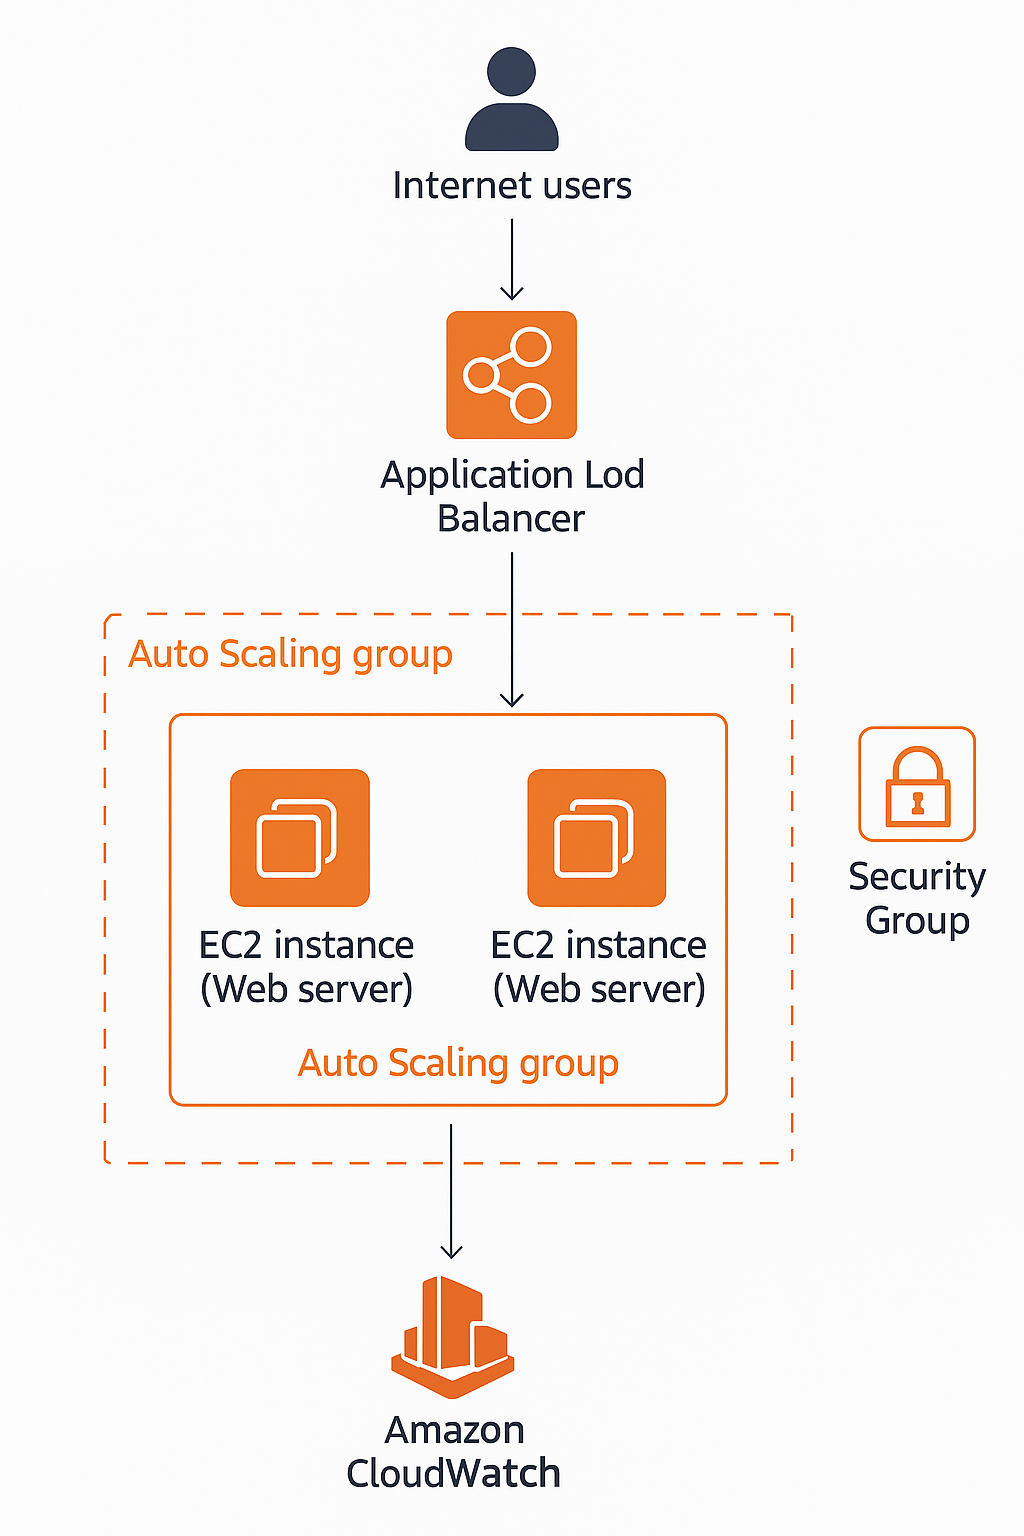 Internet users
Application Lod
Balancer
Auto Scaling group
EC2 instance
(Web server)
EC2 instance
(Web server)
Auto Scaling group
Security
Group
Amazon
CloudWatch